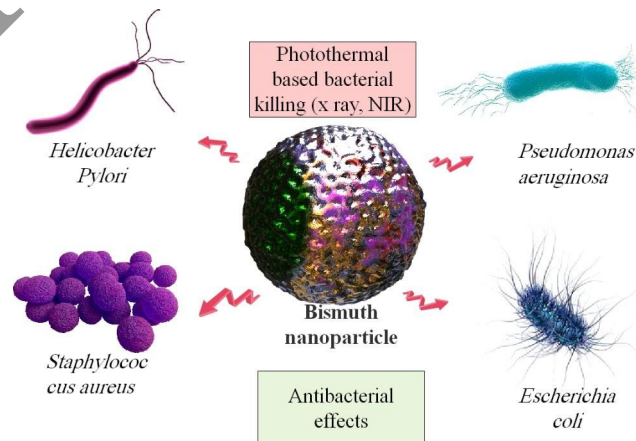 Photothermal
based bacterial
killing (x ray, NIR)
Helicobacter
Pylori
Pseudomonas
aeruginosa
Bismuth
nanoparticle
Staphylococ
cus aureus
Escherichia
coli
Antibacterial
effects